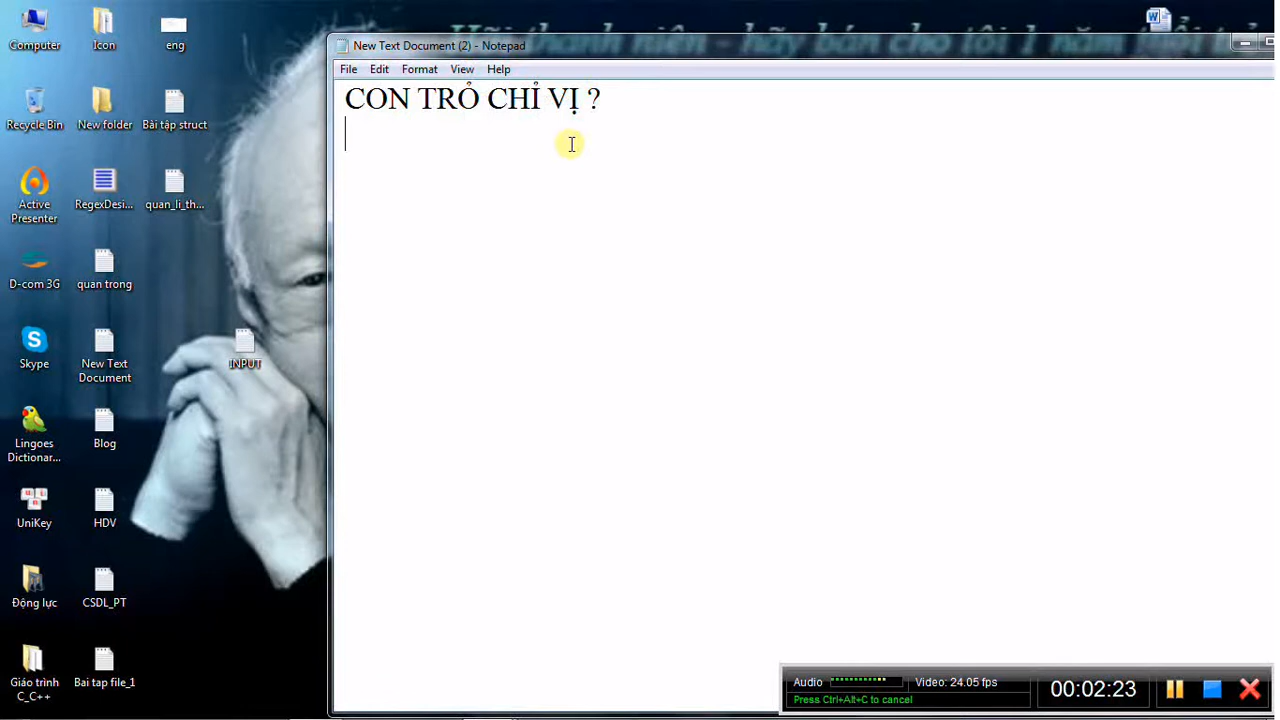 Computer
Icon
eng
Recycle Bin
New folder
Bài tập struct
Active
Presenter
RegexDesi...
quan_li_th...
D-com 3G
quan trong
Skype
New Text
Document
INPUT
Lingoes
Dictionar...
Blog
UniKey
HDV
Động lực
CSDL_PT
Giáo trình
C_C++
Bai tap file_1
New Text Document (2) - Notepad
File Edit Format View Help
CON TRỎ CHỈ VỊ ?
Audio
Video: 24.05 fps
Press Ctrl+Alt+C to cancel
00:02:23